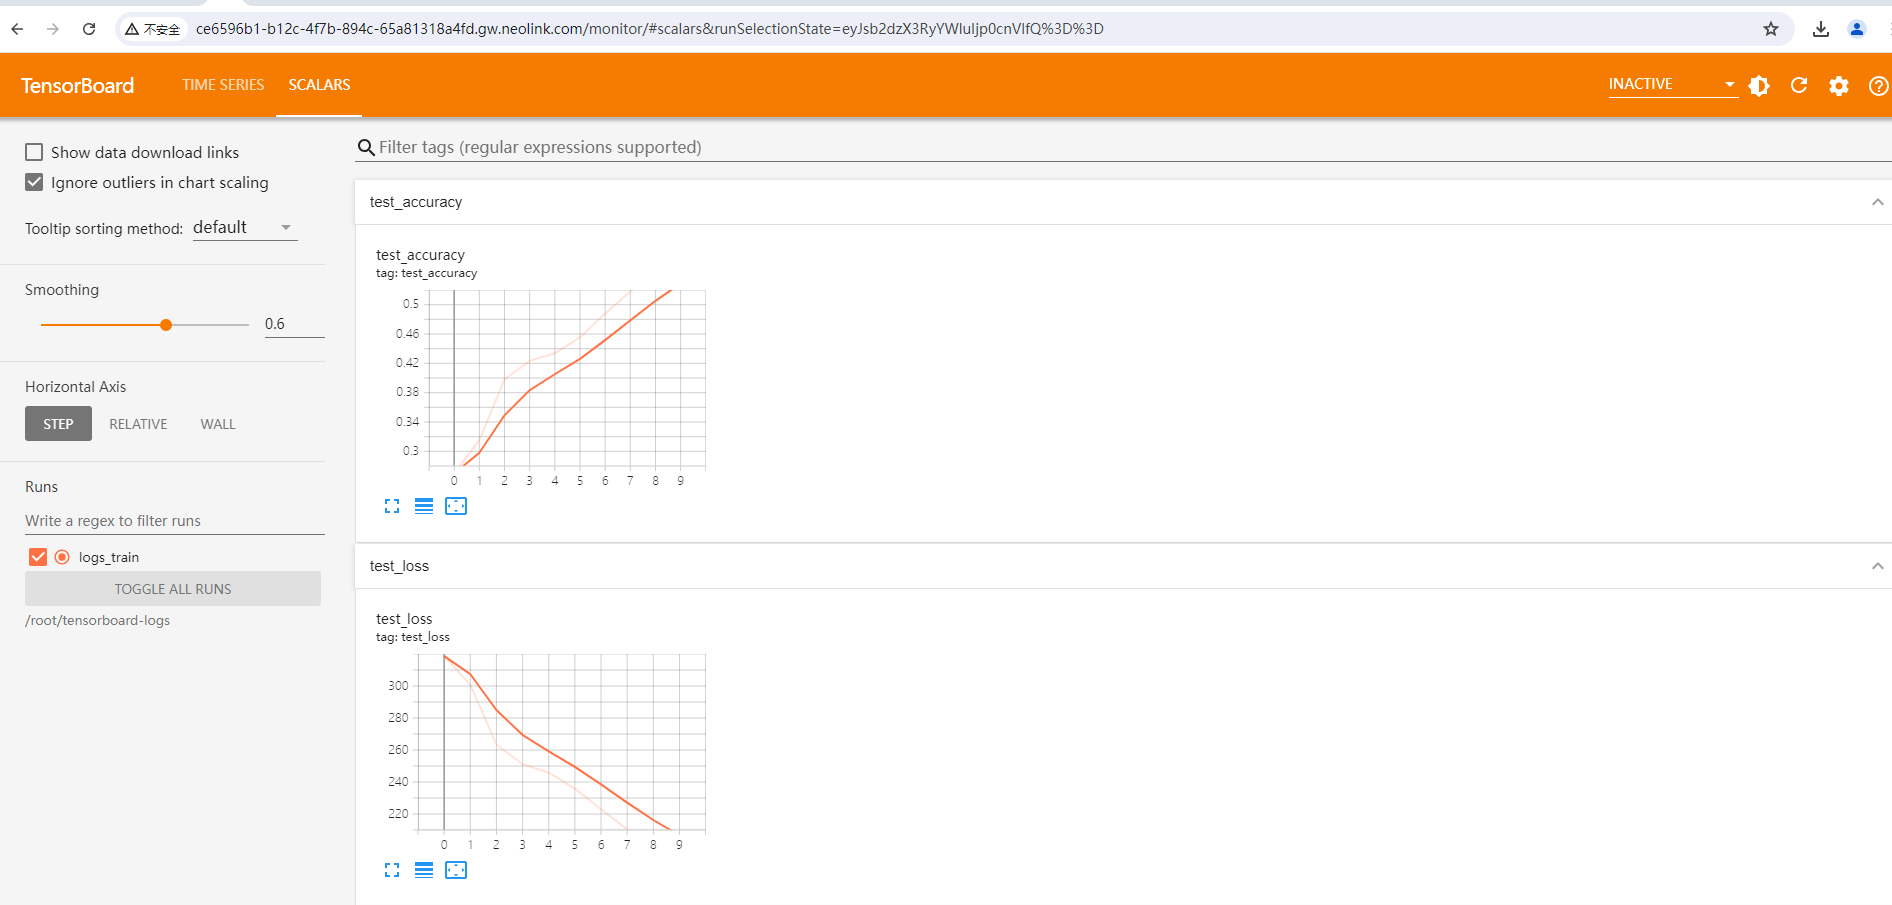 不安全 ce6596b1-b12c-4f7b-894c-65a81318a4fd.gw.neolink.com/monitor/#scalars&runSelectionState=eyJsb2dzX3RyYWluIjp0cnVlfQ%3D%3D
TensorBoard TIME SERIES SCALARS INACTIVE
Show data download links
Ignore outliers in chart scaling
Tooltip sorting method: default
Smoothing
0.6
Horizontal Axis
STEP RELATIVE WALL
Runs
Write a regex to filter runs
logs_train
TOGGLE ALL RUNS
/root/tensorboard-logs
Filter tags (regular expressions supported)
test_accuracy
test_accuracy
tag: test_accuracy
0.5
0.46
0.42
0.38
0.34
0.3
0 1 2 3 4 5 6 7 8 9
test_loss
test_loss
tag: test_loss
300
280
260
240
220
0 1 2 3 4 5 6 7 8 9